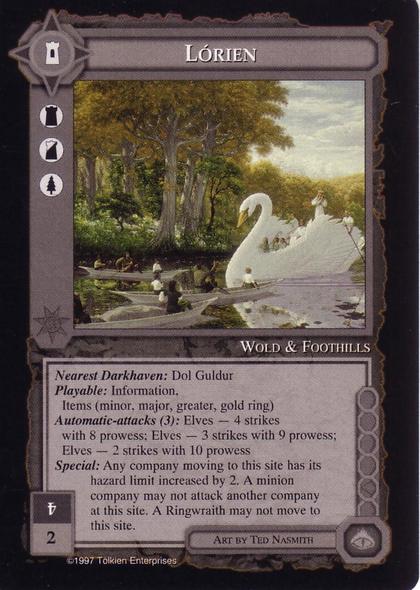 LÓRIEN
WOLD & FOOTHILLS
Nearest Darkhaven: Dol Guldur
Playable: Information,
Items (minor, major, greater, gold ring)
Automatic-attacks (3): Elves — 4 strikes
with 8 prowess; Elves — 3 strikes with 9 prowess;
Elves — 2 strikes with 10 prowess
Special: Any company moving to this site has its
hazard limit increased by 2. A minion
company may not attack another company
at this site. A Ringwraith may not move to
this site.
4
2
ART BY TED NASMITH
©1997 Tolkien Enterprises